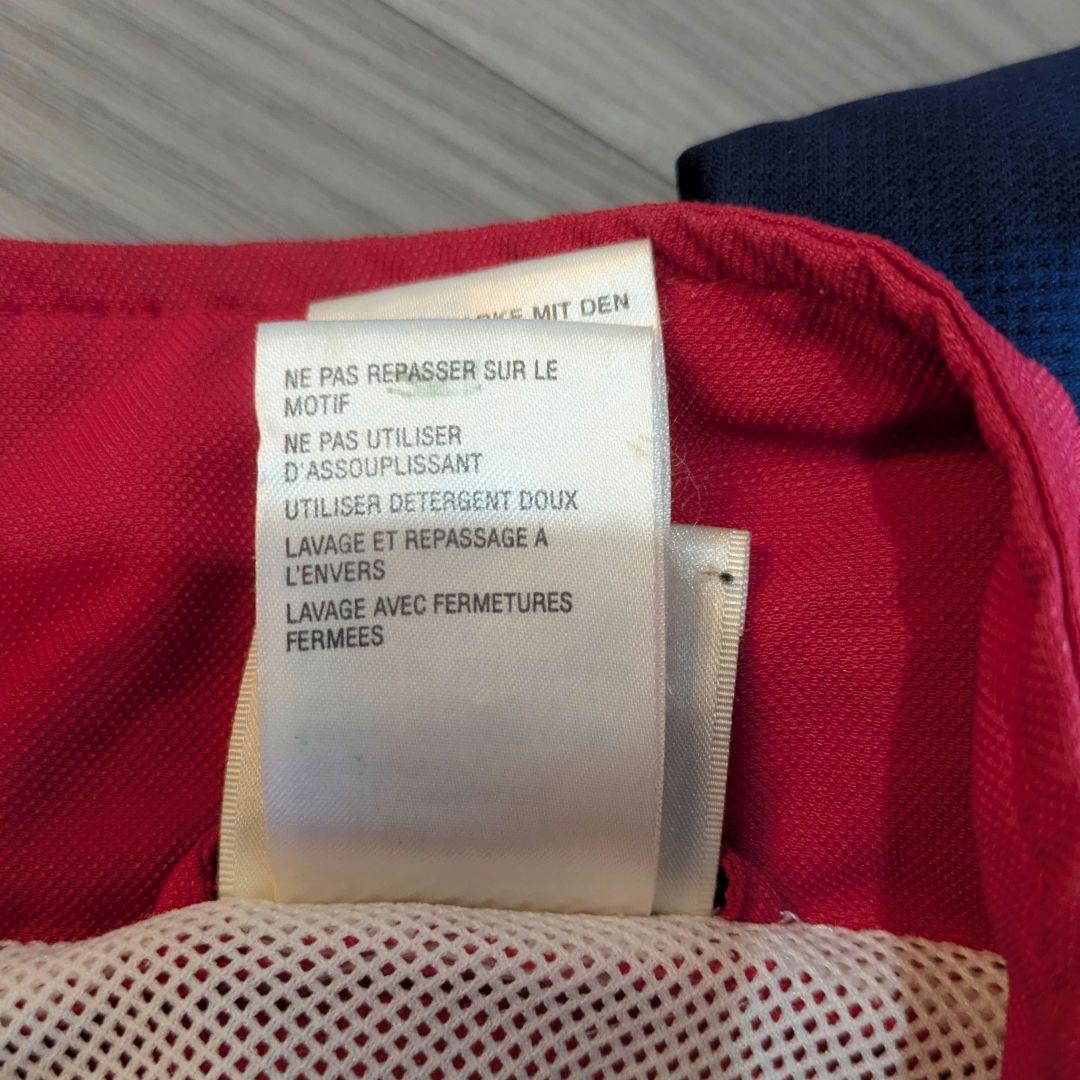 MIT DEN
NE PAS REPASSER SUR LE
MOTIF
NE PAS UTILISER
D'ASSOUPLISSANT
UTILISER DETERGENT DOUX
LAVAGE ET REPASSAGE A
L'ENVERS
LAVAGE AVEC FERMETURES
FERMEES